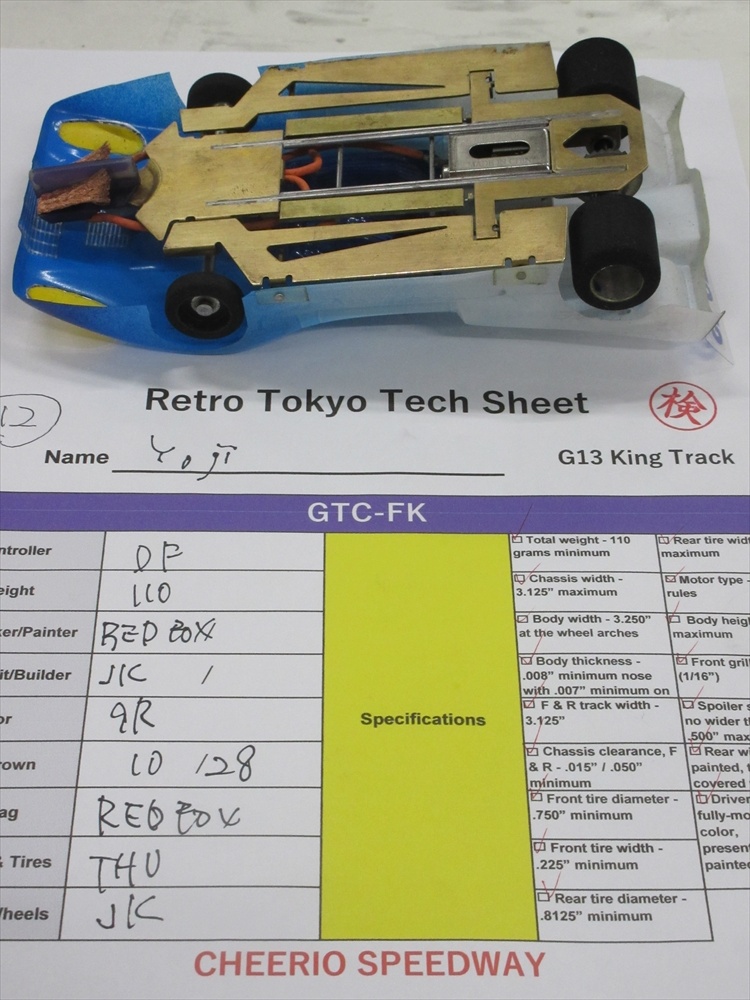 12
Retro Tokyo Tech Sheet
検
Name Yoji
G13 King Track
GTC-FK
ntroller DF
eight 110
ker/Painter RED BOX
it/Builder JK /
or 9R
rown 10 /28
ag RED BOX
& Tires THU
heels JK
Specifications
Total weight - 110
grams minimum
Chassis width -
3.125" maximum
Body width - 3.250"
at the wheel arches
Body thickness -
.008" minimum nose
with .007" minimum on
F & R track width -
3.125"
Chassis clearance, F
& R - .015" / .050"
minimum
Front tire diameter -
.750" minimum
Front tire width -
.225" minimum
Rear tire diameter -
.8125" minimum
Rear tire widt
maximum
Motor type -
rules
Body heig
maximum
Front gril
(1/16")
Spoiler s
no wider t
.500" max
Rear w
painted, t
covered
Driver
fully-mo
color,
presen
painte
CHEERIO SPEEDWAY